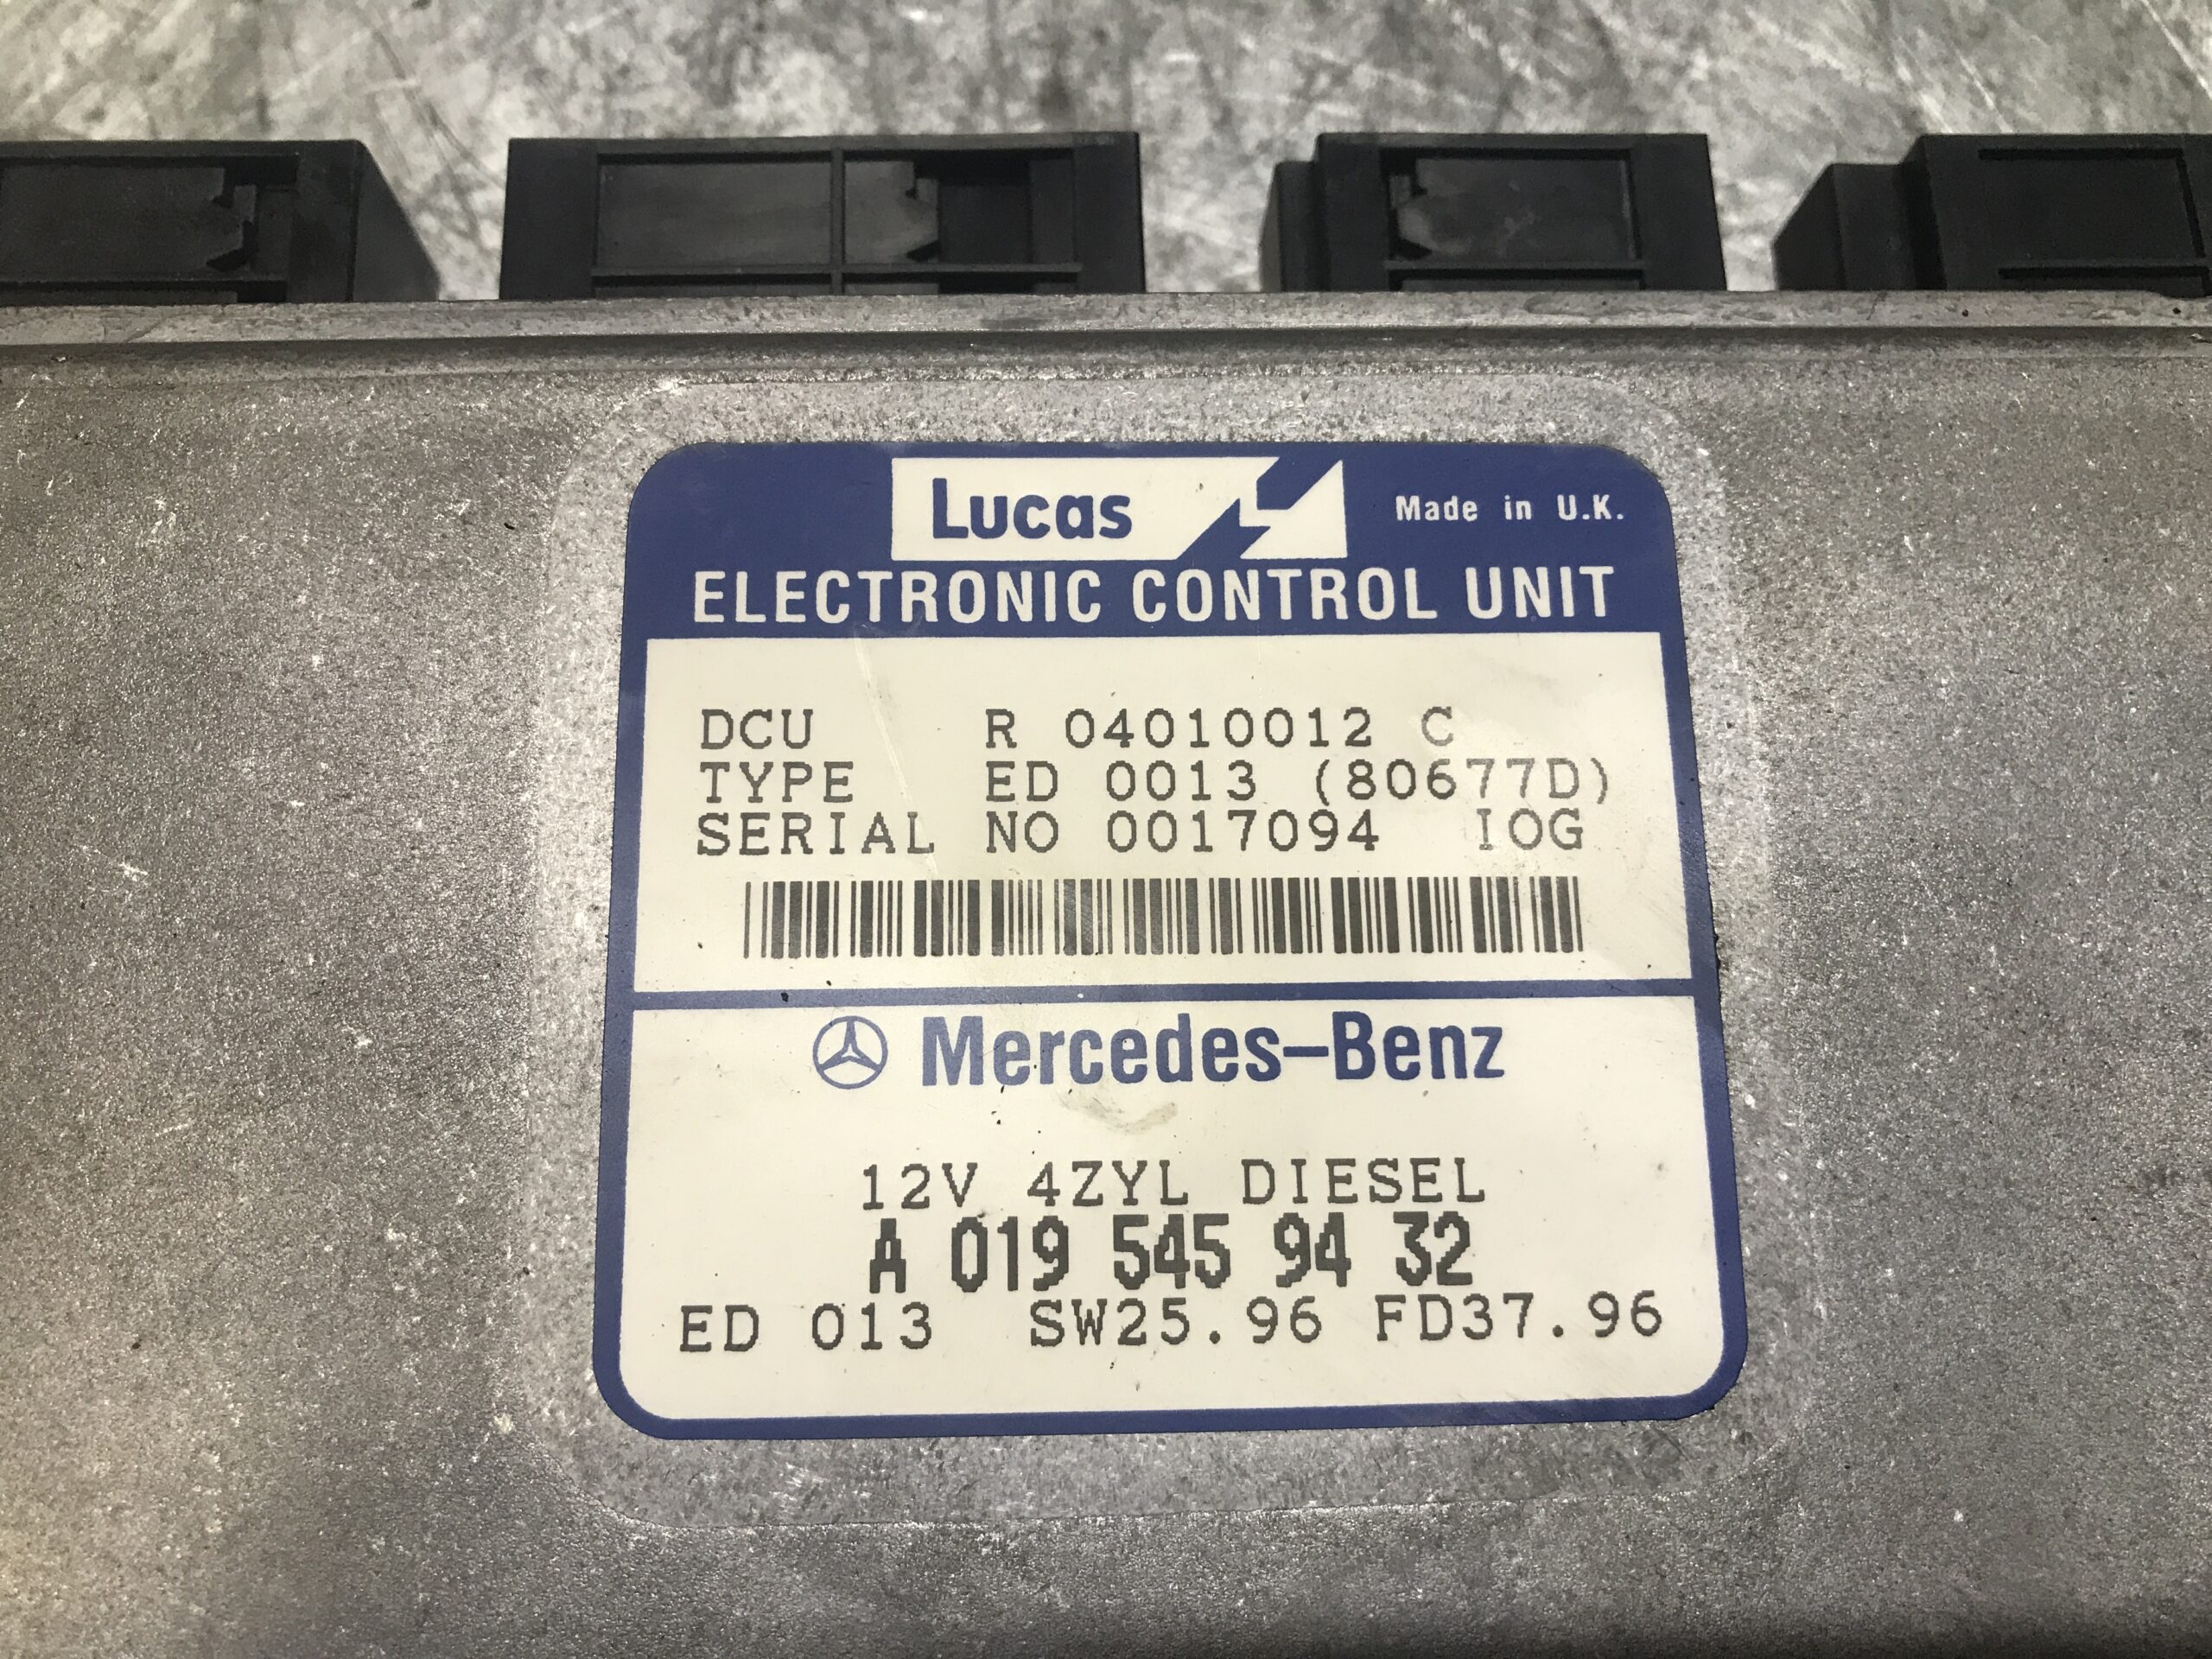 Lucas
Made in U.K.
ELECTRONIC CONTROL UNIT
DCU R 04010012 C
TYPE ED 0013 (80677D)
SERIAL NO 0017094 IOG
Mercedes-Benz
12V 4ZYL DIESEL
A 019 545 94 32
ED 013 SW25.96 FD37.96